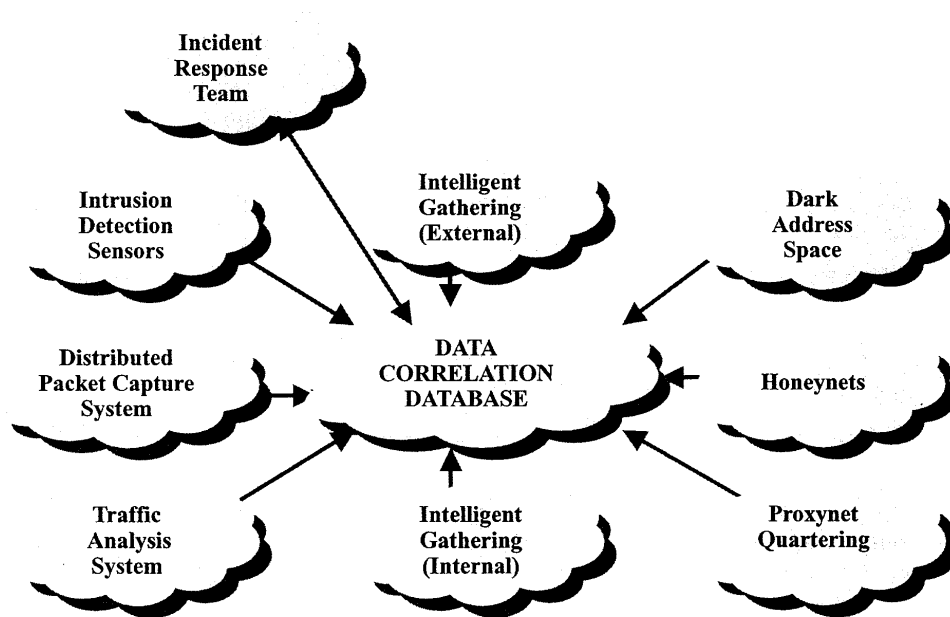 Incident
Response
Team
Intrusion
Detection
Sensors
Intelligent
Gathering
(External)
Dark
Address
Space
Distributed
Packet Capture
System
DATA
CORRELATION
DATABASE
Honeynets
Traffic
Analysis
System
Intelligent
Gathering
(Internal)
Proxynet
Quartering